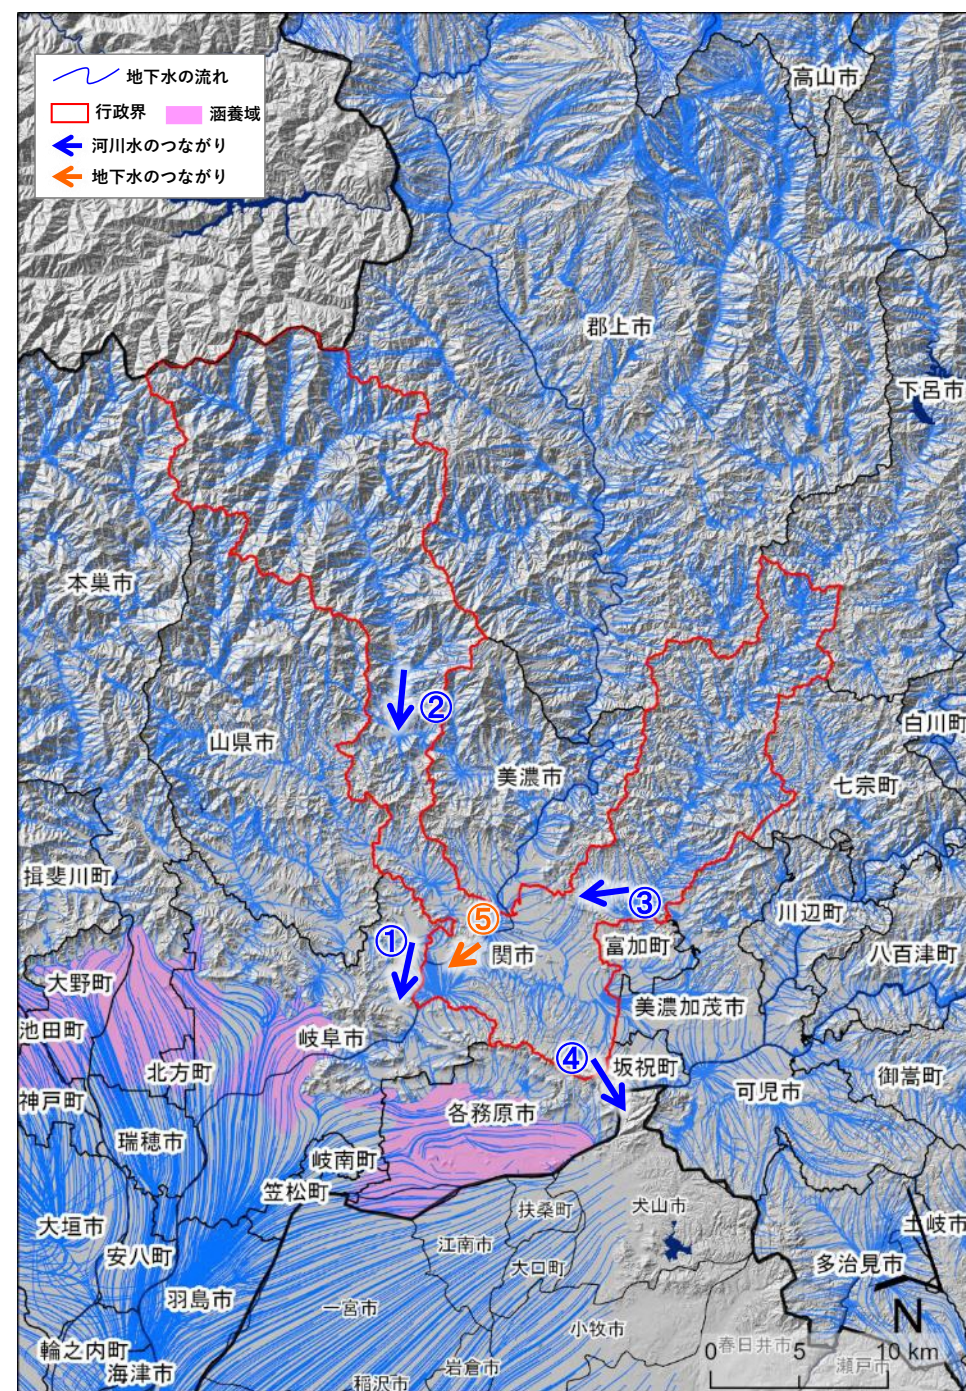 地下水の流れ
行政界 涵養域
河川水のつながり
地下水のつながり
高山市
郡上市
下呂市
本巣市
②
白川町
山県市
美濃市
七宗町
揖斐川町
③
⑤
川辺町
①
関市
富加町
八百津町
大野町
美濃加茂市
池田町
岐阜市
④
坂祝町
北方町
可児市
御嵩町
神戸町
各務原市
瑞穂市
岐南町
笠松町
扶桑町
犬山市
大垣市
土岐市
江南市
安八町
大口町
多治見市
羽島市
一宮市
N
小牧市
輪之内町
春日井市
0 5 10 km
海津市
岩倉市
瀬戸市
稲沢市